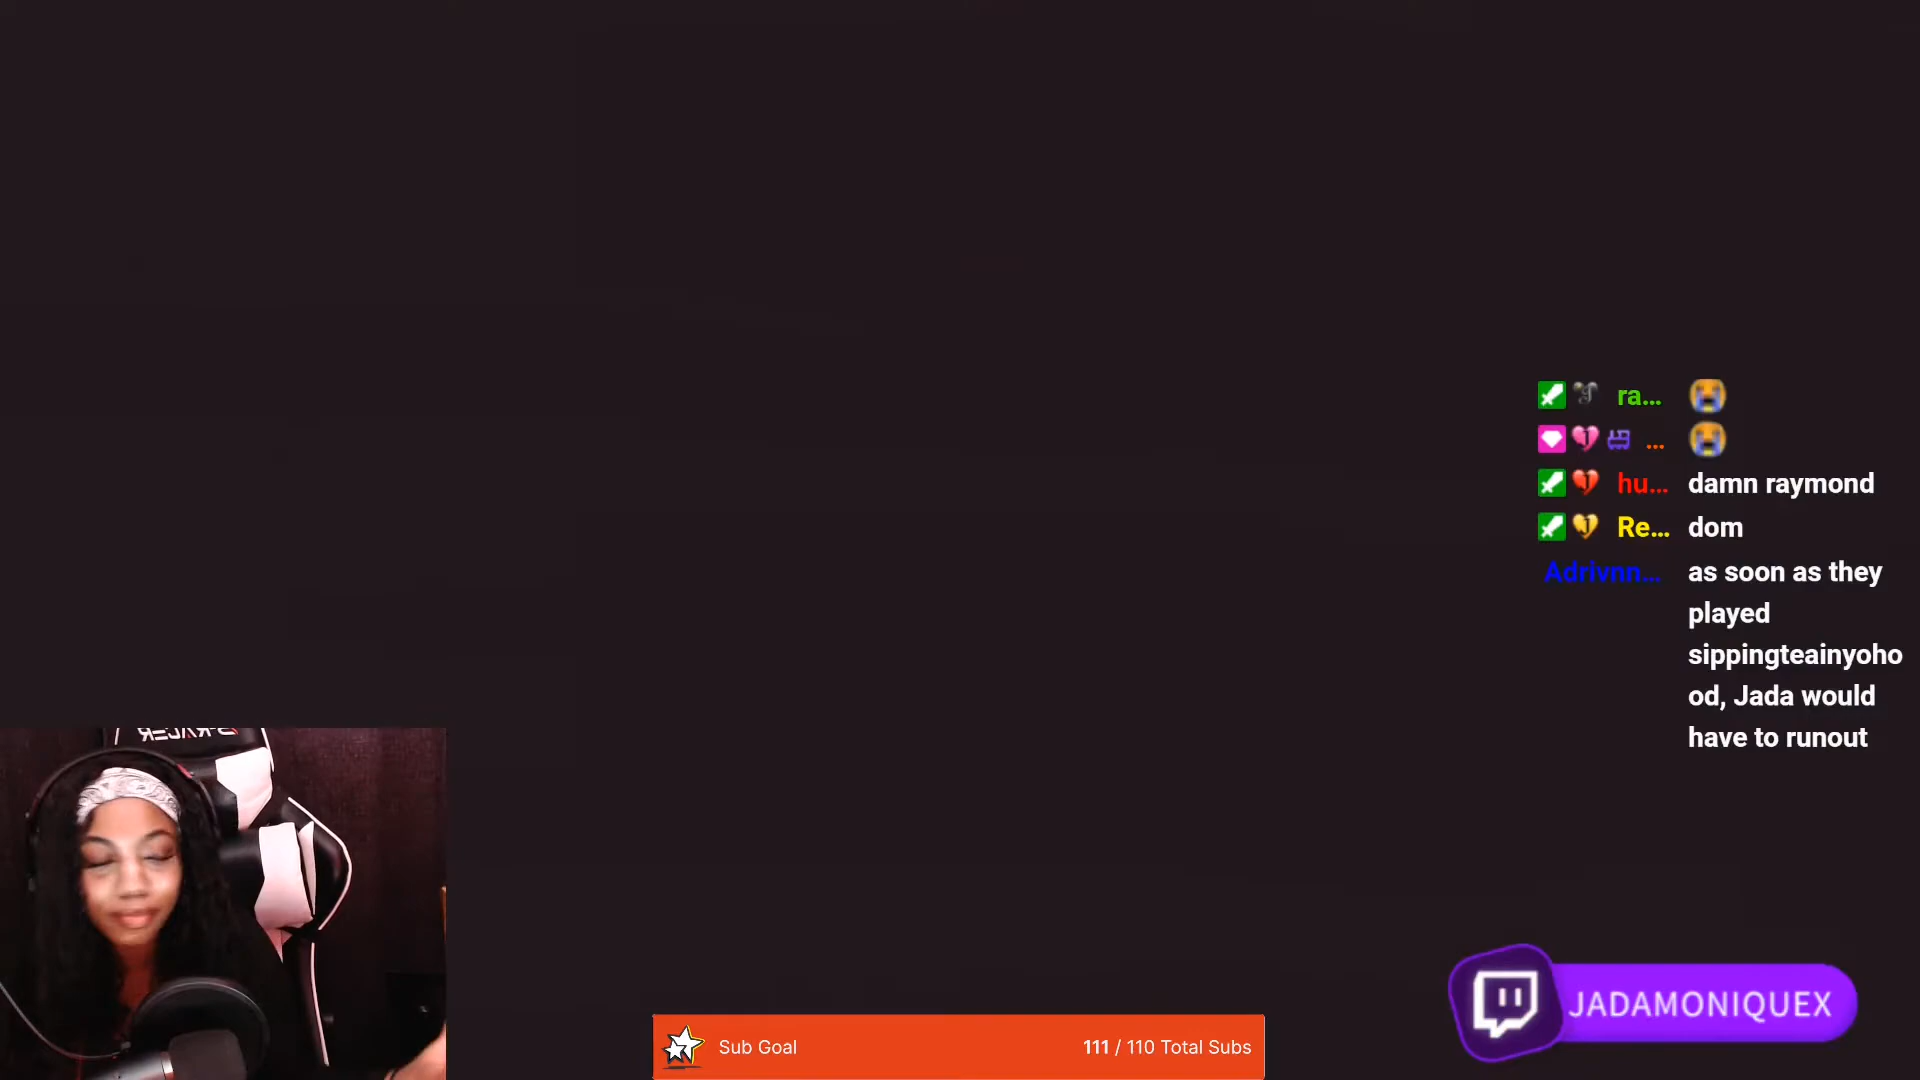 ra...
...
hu... damn raymond
Re... dom
Adrivnn... as soon as they
played
sippingteainyoho
od, Jada would
have to runout
JADAMONIQUEX
Sub Goal 111 / 110 Total Subs